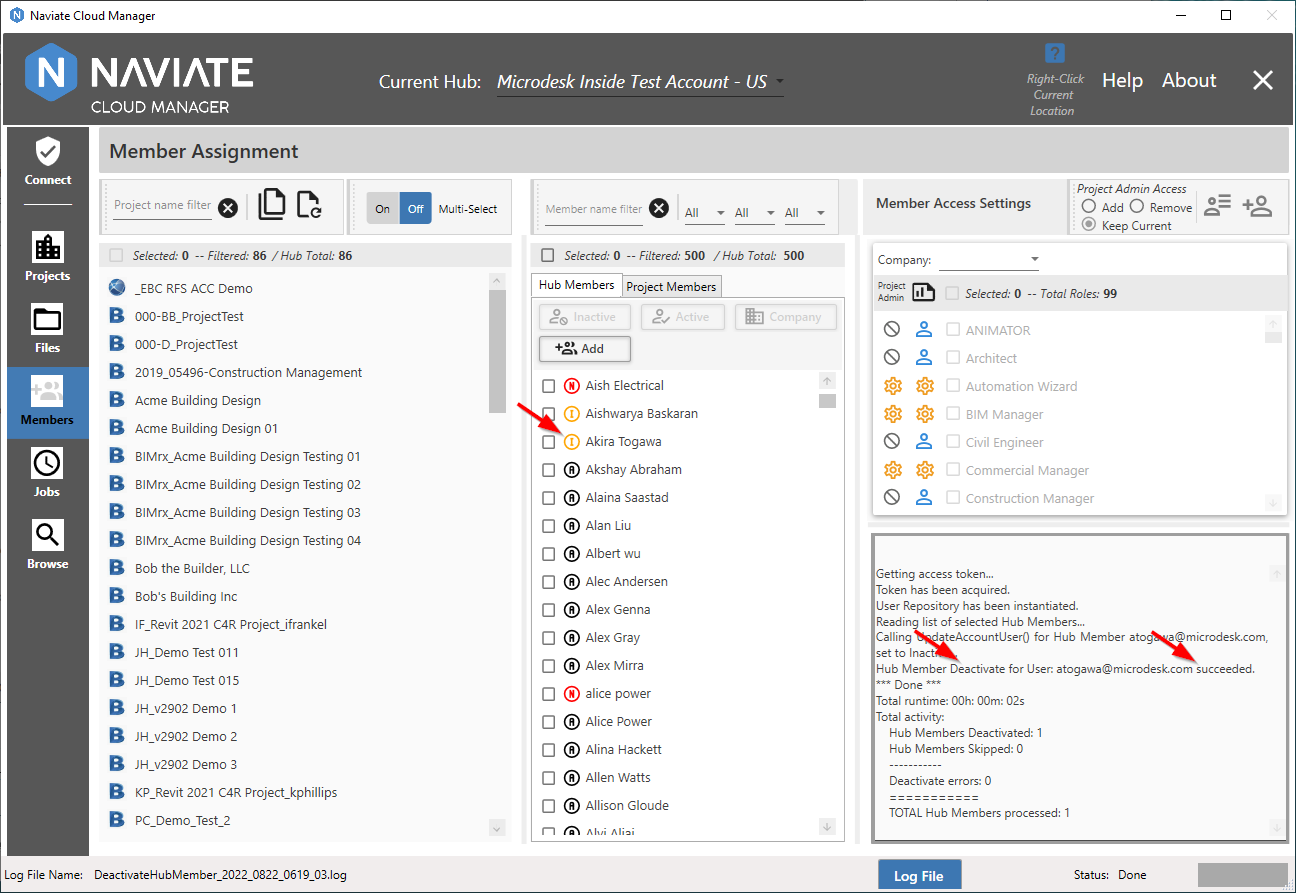 Naviate Cloud Manager
NAVIATE
CLOUD MANAGER
Current Hub: Microdesk Inside Test Account - US
?
Right-Click
Current
Location
Help About
Connect
Projects
Files
Members
Jobs
Browse
Member Assignment
Project name filter
On Off Multi-Select
Selected: 0 -- Filtered: 86 / Hub Total: 86
_EBC RFS ACC Demo
000-BB_ProjectTest
000-D_ProjectTest
2019_05496-Construction Management
Acme Building Design
Acme Building Design 01
BIMrx_Acme Building Design Testing 01
BIMrx_Acme Building Design Testing 02
BIMrx_Acme Building Design Testing 03
BIMrx_Acme Building Design Testing 04
Bob the Builder, LLC
Bob's Building Inc
IF_Revit 2021 C4R Project_ifrankel
JH_Demo Test 011
JH_Demo Test 015
JH_v2902 Demo 1
JH_v2902 Demo 2
JH_v2902 Demo 3
KP_Revit 2021 C4R Project_kphillips
PC_Demo_Test_2
Member name filter
All All All
Selected: 0 -- Filtered: 500 / Hub Total: 500
Hub Members Project Members
Inactive Active Company
Add
N Aish Electrical
I Aishwarya Baskaran
I Akira Togawa
A Akshay Abraham
A Alaina Saastad
A Alan Liu
A Albert wu
A Alec Andersen
A Alex Genna
A Alex Gray
A Alex Mirra
N alice power
A Alice Power
A Alina Hackett
A Allen Watts
A Allison Gloude
Member Access Settings
Project Admin Access
Add Remove
Keep Current
Company:
Project
Admin
Selected: 0 -- Total Roles: 99
ANIMATOR
Architect
Automation Wizard
BIM Manager
Civil Engineer
Commercial Manager
Construction Manager
Getting access token...
Token has been acquired.
User Repository has been instantiated.
Reading list of selected Hub Members...
Calling UpdateAccountUser() for Hub Member atogawa@microdesk.com,
set to
Hub Member Deactivate for User: atogawa@microdesk.com succeeded.
*** Done ***
Total runtime: 00h: 00m: 02s
Total activity:
Hub Members Deactivated: 1
Hub Members Skipped: 0
-----------
Deactivate errors: 0
===========
TOTAL Hub Members processed: 1
Log File Name: DeactivateHubMember_2022_0822_0619_03.log
Log File
Status: Done